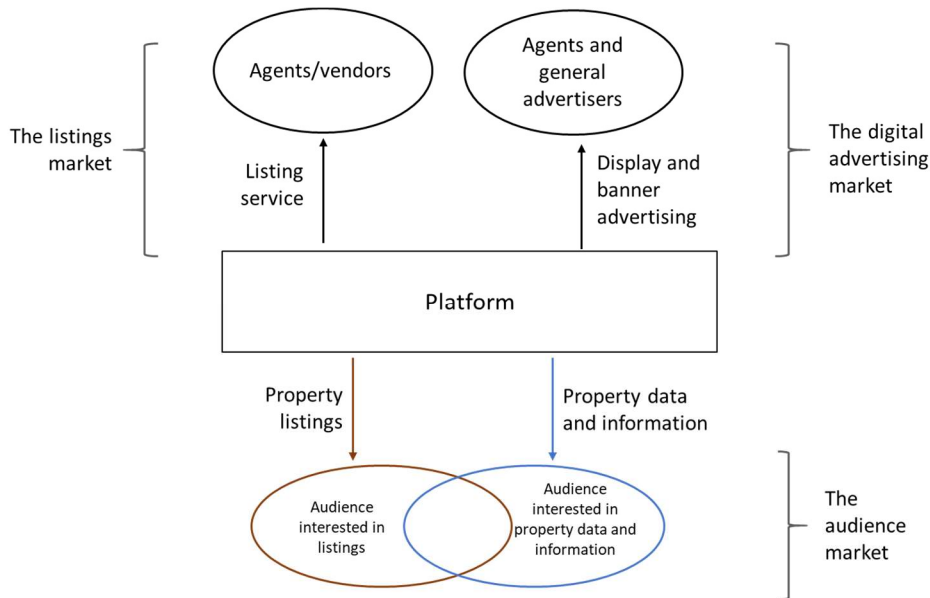 Agents/vendors
Agents and
general
advertisers
The listings
market
Listing
service
Display and
banner
advertising
The digital
advertising
market
Platform
Property
listings
Property data
and information
Audience
interested in
listings
Audience
interested in
property data and
information
The
audience
market